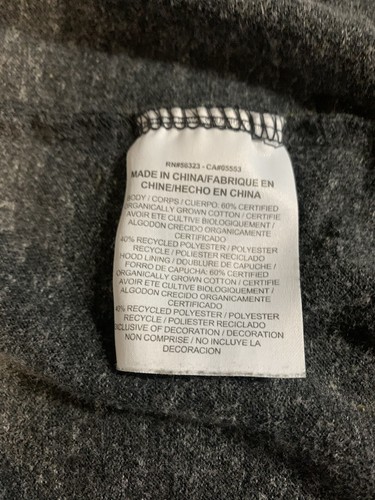 RN#56323 - CA#05553
MADE IN CHINA/FABRIQUE EN
CHINE/HECHO EN CHINA
BODY / CORPS / CUERPO: 60% CERTIFIED
ORGANICALLY GROWN COTTON / CERTIFIE
AVOIR ETE CULTIVE BIOLOGIQUEMENT /
ALGODON CRECIDO ORGANICAMENTE
CERTIFICADO
40% RECYCLED POLYESTER / POLYESTER
RECYCLE / POLIESTER RECICLADO
HOOD LINING / DOUBLURE DE CAPUCHE /
FORRO DE CAPUCHA: 60% CERTIFIED
ORGANICALLY GROWN COTTON / CERTIFIE
AVOIR ETE CULTIVE BIOLOGIQUEMENT /
ALGODON CRECIDO ORGANICAMENTE
CERTIFICADO
40% RECYCLED POLYESTER / POLYESTER
RECYCLE / POLIESTER RECICLADO
XCLUSIVE OF DECORATION / DECORATION
NON COMPRISE / NO INCLUYE LA
DECORACION